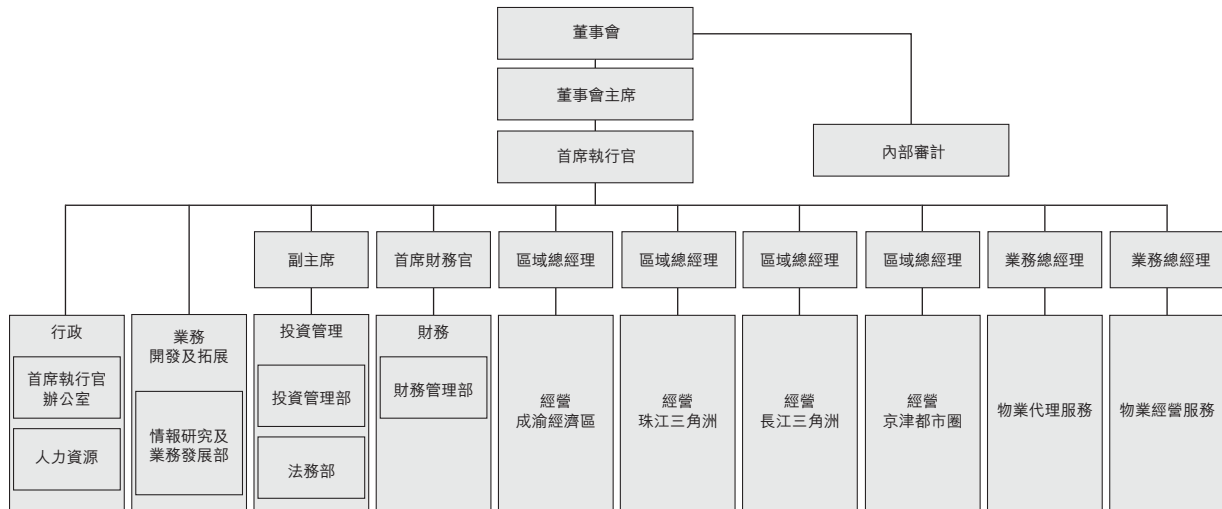 董事會
董事會主席
首席執行官
內部審計
副主席
首席財務官
區域總經理
區域總經理
區域總經理
區域總經理
業務總經理
業務總經理
行政
首席執行官
辦公室
人力資源
業務
開發及拓展
情報研究及
業務發展部
投資管理
投資管理部
法務部
財務
財務管理部
經營
成渝經濟區
經營
珠江三角洲
經營
長江三角洲
經營
京津都市圈
物業代理服務
物業經營服務